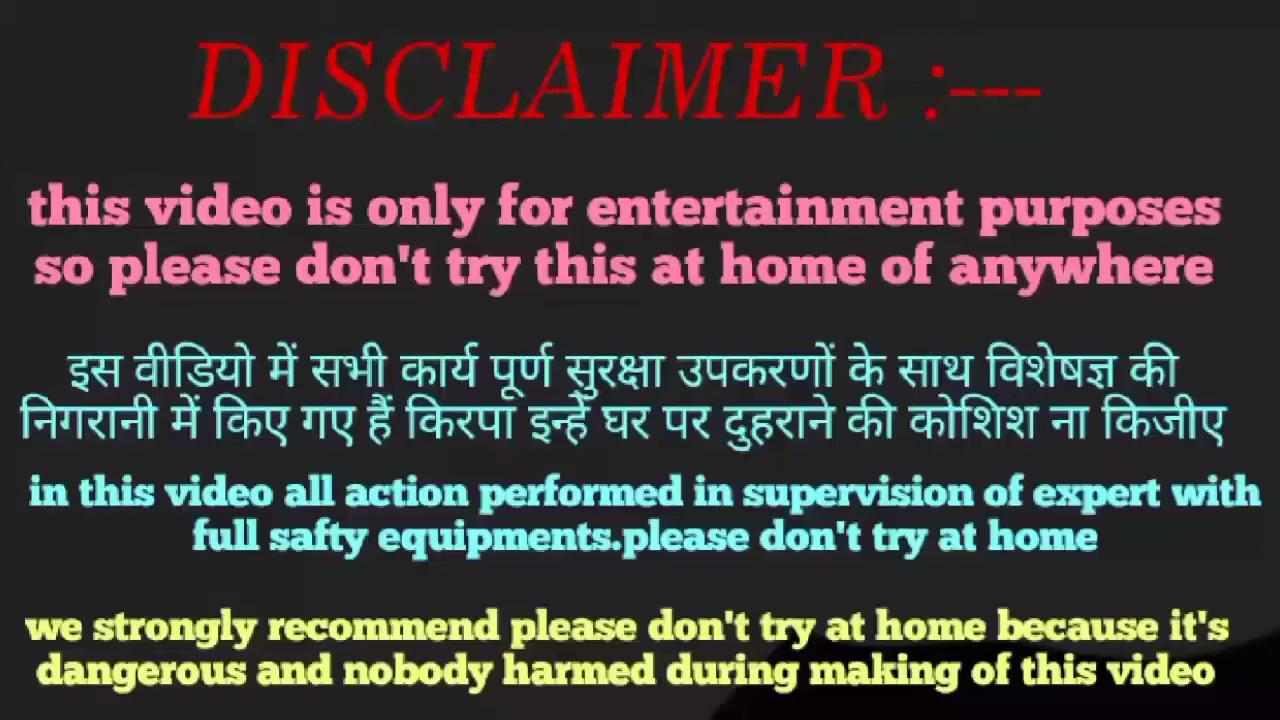 DISCLAIMER :---
this video is only for entertainment purposes
so please don't try this at home of anywhere
इस वीडियो में सभी कार्य पूर्ण सुरक्षा उपकरणों के साथ विशेषज्ञ की
निगरानी में किए गए हैं किरपा इन्हें घर पर दुहराने की कोशिश ना किजीए
in this video all action performed in supervision of expert with
full safty equipments.please don't try at home
we strongly recommend please don't try at home because it's
dangerous and nobody harmed during making of this video